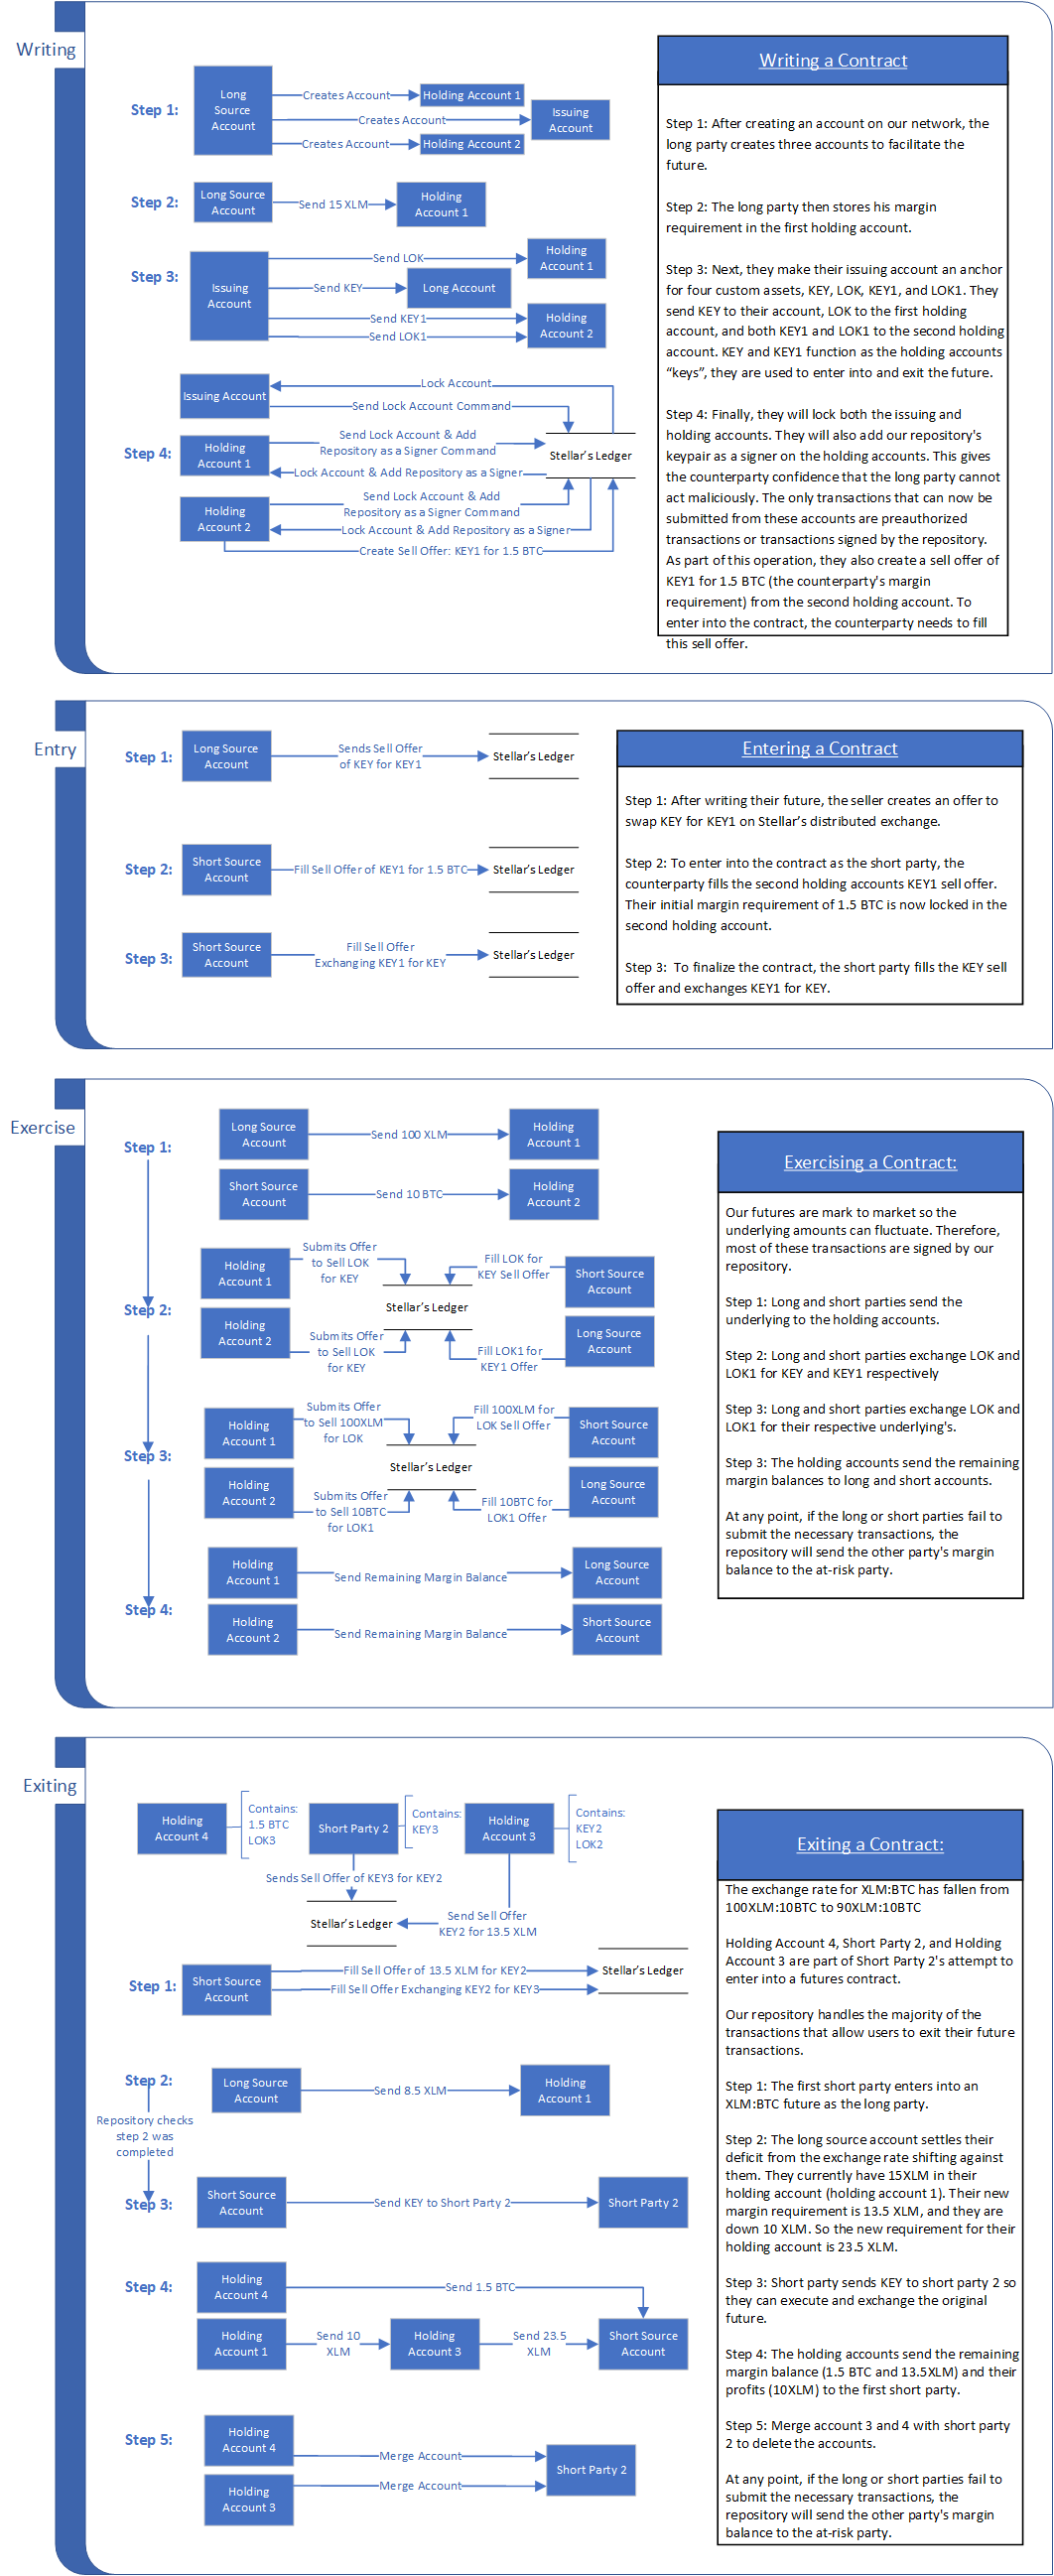 Writing
Writing a Contract
Step 1:
Long
Source
Account
Creates Account
Holding Account 1
Creates Account
Issuing
Account
Creates Account
Holding Account 2
Step 2:
Long Source
Account
Send 15 XLM
Holding
Account 1
Step 3:
Issuing
Account
Send LOK
Holding
Account 1
Send KEY
Long Account
Send KEY1
Send LOK1
Holding
Account 2
Step 4:
Issuing Account
Lock Account
Send Lock Account Command
Holding
Account 1
Send Lock Account & Add
Repository as a Signer Command
Stellar's Ledger
Lock Account & Add Repository as a Signer
Holding
Account 2
Send Lock Account & Add
Repository as a Signer Command
Lock Account & Add Repository as a Signer
Create Sell Offer: KEY1 for 1.5 BTC
Step 1: After creating an account on our network, the
long party creates three accounts to facilitate the
future.
Step 2: The long party then stores his margin
requirement in the first holding account.
Step 3: Next, they make their issuing account an anchor
for four custom assets, KEY, LOK, KEY1, and LOK1. They
send KEY to their account, LOK to the first holding
account, and both KEY1 and LOK1 to the second holding
account. KEY and KEY1 function as the holding accounts
“keys”, they are used to enter into and exit the future.
Step 4: Finally, they will lock both the issuing and
holding accounts. They will also add our repository's
keypair as a signer on the holding accounts. This gives
the counterparty confidence that the long party cannot
act maliciously. The only transactions that can now be
submitted from these accounts are preauthorized
transactions or transactions signed by the repository.
As part of this operation, they also create a sell offer of
KEY1 for 1.5 BTC (the counterparty's margin
requirement) from the second holding account. To
enter into the contract, the counterparty needs to fill
this sell offer.
Entry
Entering a Contract
Step 1:
Long Source
Account
Sends Sell Offer
of KEY for KEY1
Stellar's Ledger
Step 2:
Short Source
Account
Fill Sell Offer of KEY1 for 1.5 BTC
Stellar's Ledger
Step 3:
Short Source
Account
Fill Sell Offer
Exchanging KEY1 for KEY
Stellar's Ledger
Step 1: After writing their future, the seller creates an offer to
swap KEY for KEY1 on Stellar’s distributed exchange.
Step 2: To enter into the contract as the short party, the
counterparty fills the second holding accounts KEY1 sell offer.
Their initial margin requirement of 1.5 BTC is now locked in the
second holding account.
Step 3: To finalize the contract, the short party fills the KEY sell
offer and exchanges KEY1 for KEY.
Exercise
Exercising a Contract:
Step 1:
Long Source
Account
Send 100 XLM
Holding
Account 1
Short Source
Account
Send 10 BTC
Holding
Account 2
Step 2:
Holding
Account 1
Submits Offer
to Sell LOK
for KEY
Fill LOK for
KEY Sell Offer
Short Source
Account
Stellar's Ledger
Holding
Account 2
Submits Offer
to Sell LOK
for KEY
Fill LOK1 for
KEY1 Offer
Long Source
Account
Step 3:
Holding
Account 1
Submits Offer
to Sell 100XLM
for LOK
Fill 100XLM for
LOK Sell Offer
Short Source
Account
Stellar's Ledger
Holding
Account 2
Submits Offer
to Sell 10BTC
for LOK1
Fill 10BTC for
LOK1 Offer
Long Source
Account
Step 4:
Holding
Account 1
Send Remaining Margin Balance
Long Source
Account
Holding
Account 2
Send Remaining Margin Balance
Short Source
Account
Our futures are mark to market so the
underlying amounts can fluctuate. Therefore,
most of these transactions are signed by our
repository.
Step 1: Long and short parties send the
underlying to the holding accounts.
Step 2: Long and short parties exchange LOK and
LOK1 for KEY and KEY1 respectively
Step 3: Long and short parties exchange LOK and
LOK1 for their respective underlying's.
Step 3: The holding accounts send the remaining
margin balances to long and short accounts.
At any point, if the long or short parties fail to
submit the necessary transactions, the
repository will send the other party's margin
balance to the at-risk party.
Exiting
Exiting a Contract:
Holding
Account 4
Contains:
1.5 BTC
LOK3
Short Party 2
Contains:
KEY3
Holding
Account 3
Contains:
KEY2
LOK2
Sends Sell Offer of KEY3 for KEY2
Stellar's Ledger
Send Sell Offer
KEY2 for 13.5 XLM
Step 1:
Short Source
Account
Fill Sell Offer of 13.5 XLM for KEY2
Fill Sell Offer Exchanging KEY2 for KEY3
Stellar's Ledger
Step 2:
Long Source
Account
Send 8.5 XLM
Holding
Account 1
Repository checks
step 2 was
completed
Step 3:
Short Source
Account
Send KEY to Short Party 2
Short Party 2
Step 4:
Holding
Account 4
Send 1.5 BTC
Holding
Account 1
Send 10
XLM
Holding
Account 3
Send 23.5
XLM
Short Source
Account
Step 5:
Holding
Account 4
Merge Account
Short Party 2
Holding
Account 3
Merge Account
The exchange rate for XLM:BTC has fallen from
100XLM:10BTC to 90XLM:10BTC
Holding Account 4, Short Party 2, and Holding
Account 3 are part of Short Party 2's attempt to
enter into a futures contract.
Our repository handles the majority of the
transactions that allow users to exit their future
transactions.
Step 1: The first short party enters into an
XLM:BTC future as the long party.
Step 2: The long source account settles their
deficit from the exchange rate shifting against
them. They currently have 15XLM in their
holding account (holding account 1). Their new
margin requirement is 13.5 XLM, and they are
down 10 XLM. So the new requirement for their
holding account is 23.5 XLM.
Step 3: Short party sends KEY to short party 2 so
they can execute and exchange the original
future.
Step 4: The holding accounts send the remaining
margin balance (1.5 BTC and 13.5XLM) and their
profits (10XLM) to the first short party.
Step 5: Merge account 3 and 4 with short party
2 to delete the accounts.
At any point, if the long or short parties fail to
submit the necessary transactions, the
repository will send the other party's margin
balance to the at-risk party.